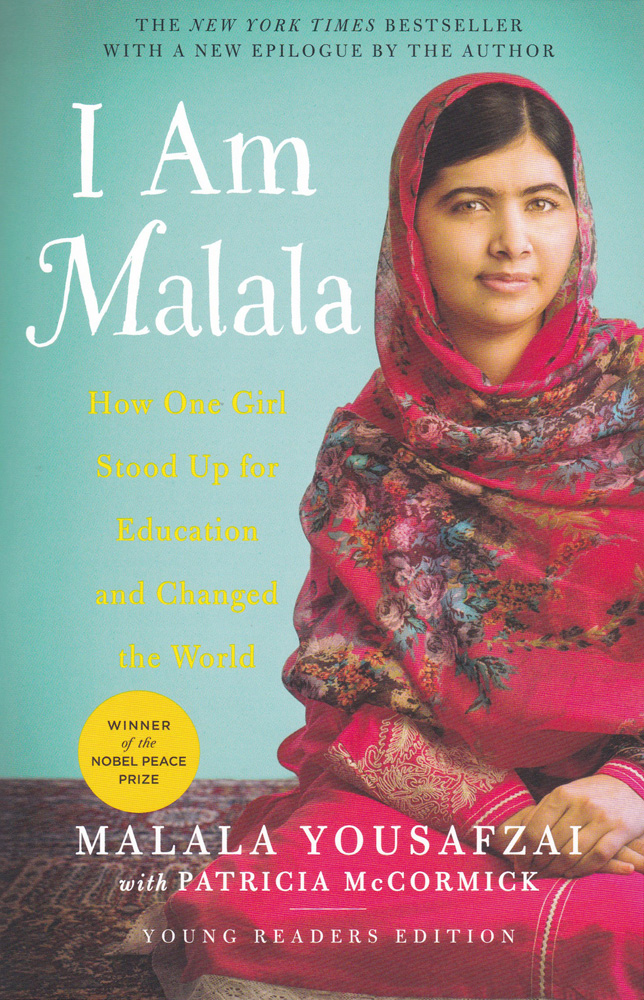 THE NEW YORK TIMES BESTSELLER
WITH A NEW EPILOGUE BY THE AUTHOR
I Am
Malala
How One Girl
Stood Up for
Education
and Changed
the World
WINNER
of the
NOBEL PEACE
PRIZE
MALALA YOUSAFZAI
with PATRICIA McCORMICK
YOUNG READERS EDITION